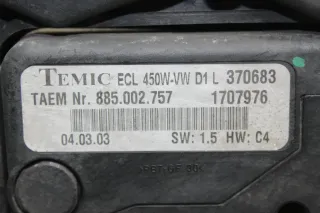 TEMIC ECL 450W-VW D1 L 370683
TAEM Nr. 885.002.757 1707976
04.03.03 SW: 1.5 HW: C4